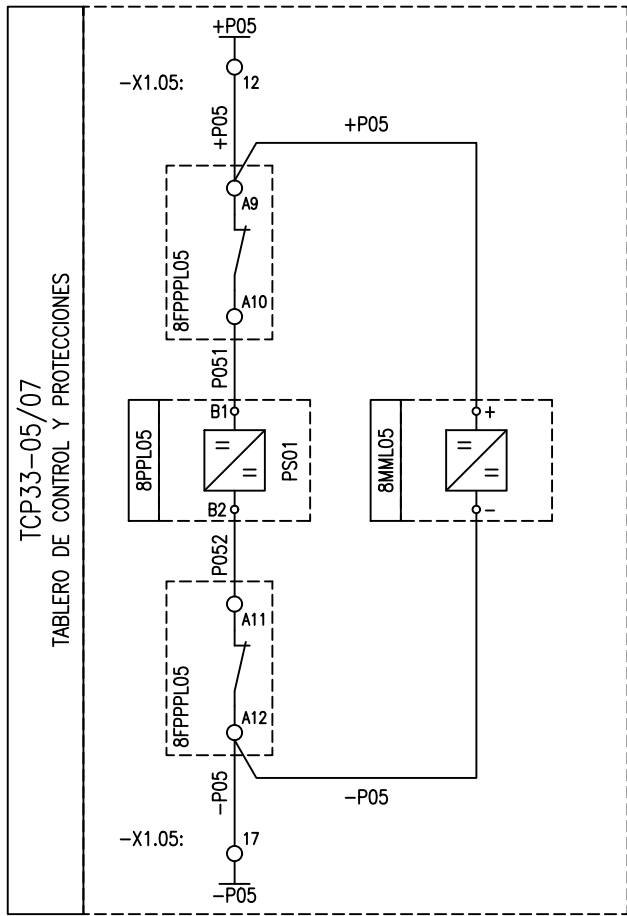 TCP33-05/07
TABLERO DE CONTROL Y PROTECCIONES
+P05
-X1.05:
12
+P05
+P05
A9
8FPPPL05
A10
P051
8PPL05
B1
=
=
PS01
B2
8MML05
+
=
=
-
P052
A11
8FPPPL05
A12
-P05
-P05
-X1.05:
17
-P05